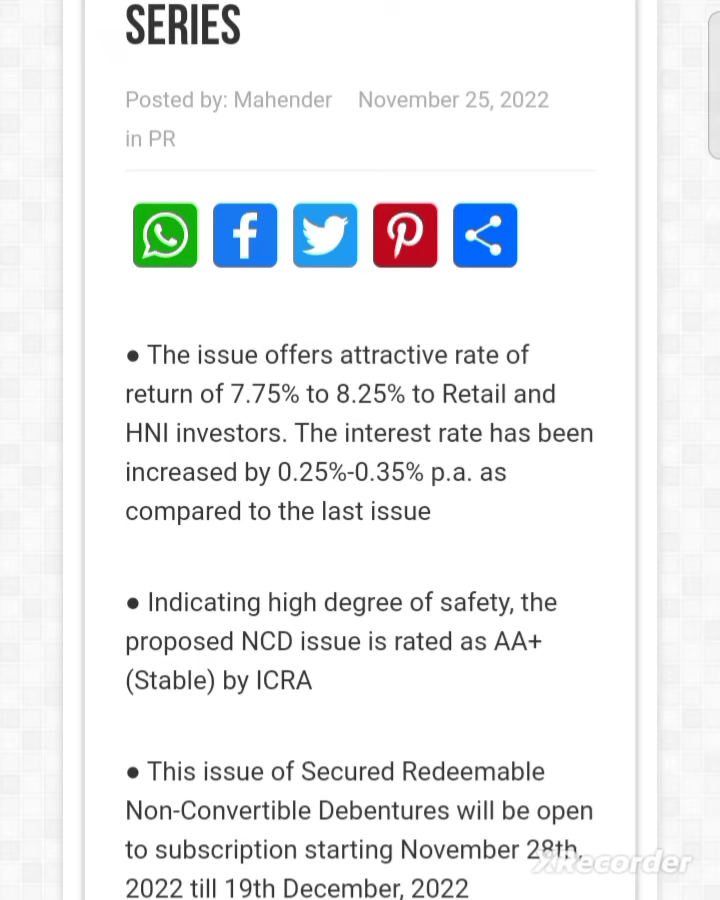 SERIES
Posted by: Mahender November 25, 2022
in PR
● The issue offers attractive rate of
return of 7.75% to 8.25% to Retail and
HNI investors. The interest rate has been
increased by 0.25%-0.35% p.a. as
compared to the last issue
● Indicating high degree of safety, the
proposed NCD issue is rated as AA+
(Stable) by ICRA
● This issue of Secured Redeemable
Non-Convertible Debentures will be open
to subscription starting November 28th,
2022 till 19th December, 2022
XRecorder